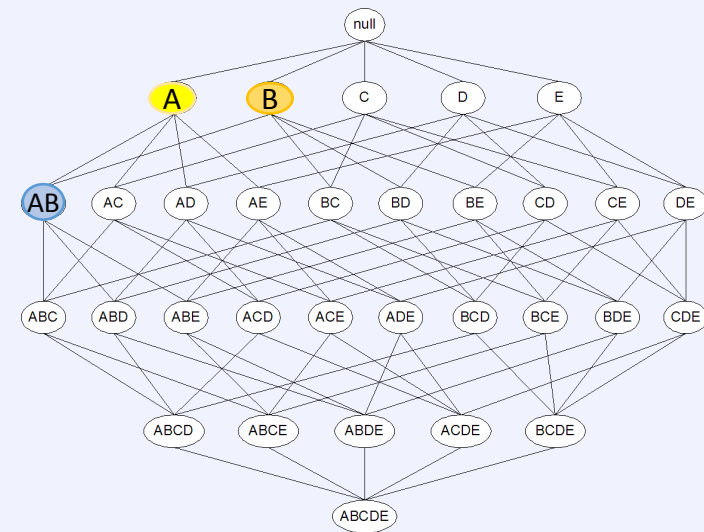 null
A B C D E
AB AC AD AE BC BD BE CD CE DE
ABC ABD ABE ACD ACE ADE BCD BCE BDE CDE
ABCD ABCE ABDE ACDE BCDE
ABCDE